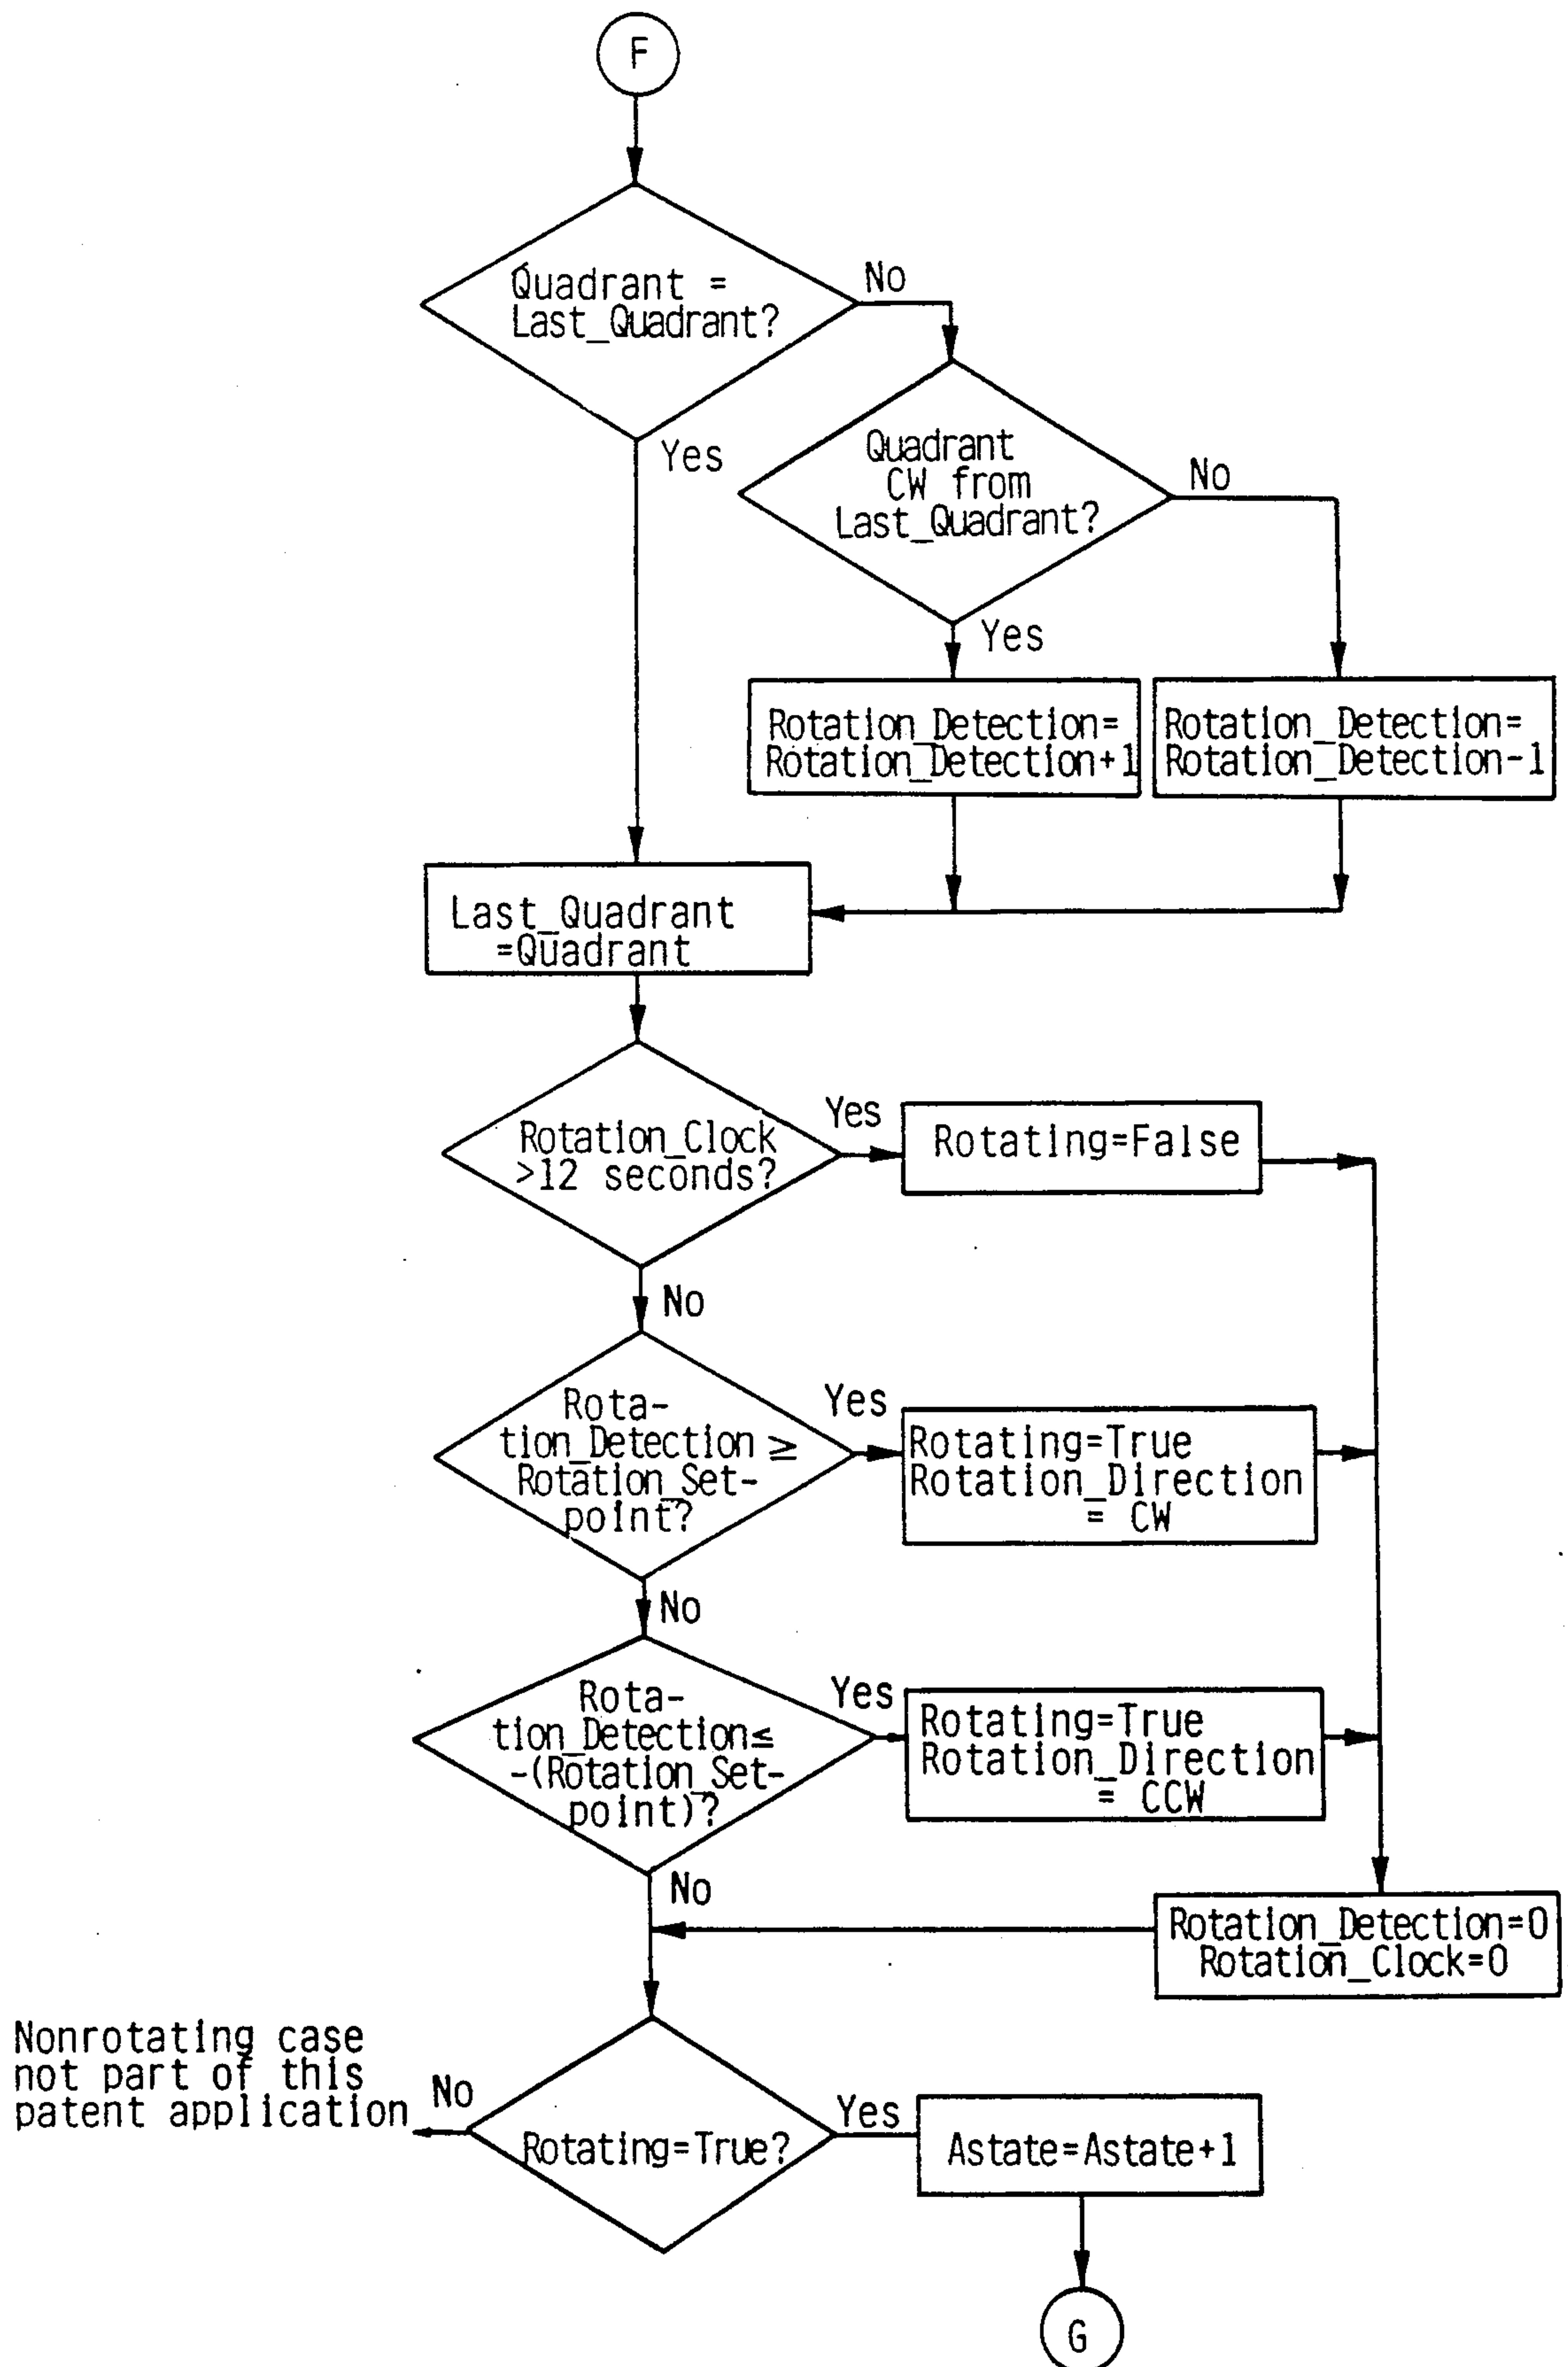 F
Quadrant =
Last_Quadrant?
No
Yes
Quadrant
CW from
Last_Quadrant?
No
Yes
Rotation_Detection=
Rotation_Detection+1
Rotation_Detection=
Rotation_Detection-1
Last_Quadrant
=Quadrant
Rotation_Clock
>12 seconds?
Yes
Rotating=False
No
Rota-
tion_Detection ≥
Rotation_Set-
point?
Yes
Rotating=True
Rotation_Direction
= CW
No
Rota-
tion_Detection≤
-(Rotation_Set-
point)?
Yes
Rotating=True
Rotation_Direction
= CCW
No
Rotation_Detection=0
Rotation_Clock=0
Nonrotating case
not part of this
patent application
No
Rotating=True?
Yes
Astate=Astate+1
G